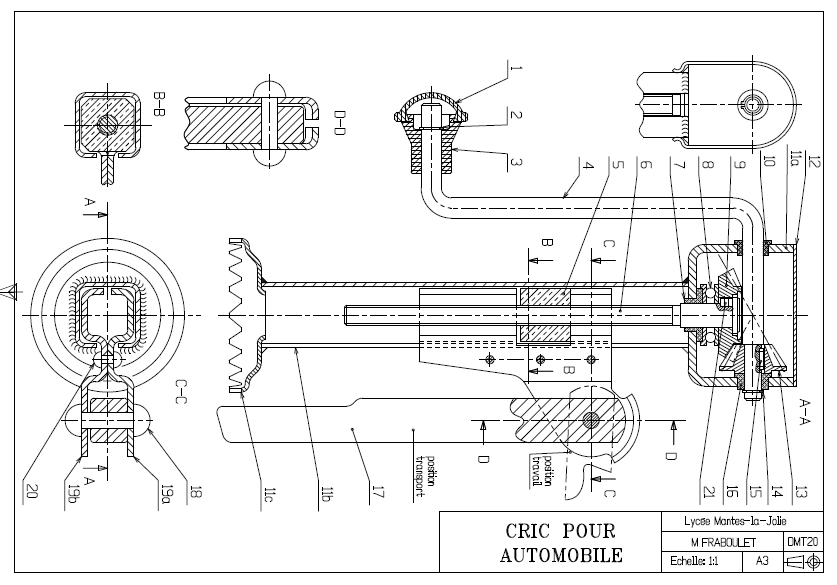 1
2
3
4
5
6
7
8
9
10
11a
12
B-B
D-D
A
B
C
A-A
B
C-C
D
D
position
travail
position
transport
C
A
20
19b
19a
18
11c
11b
17
21
16
15
14
13
CRIC POUR
AUTOMOBILE
Lycée Mantes-la-Jolie
M FRABOULET
DMT20
Echelle: 1:1
A3